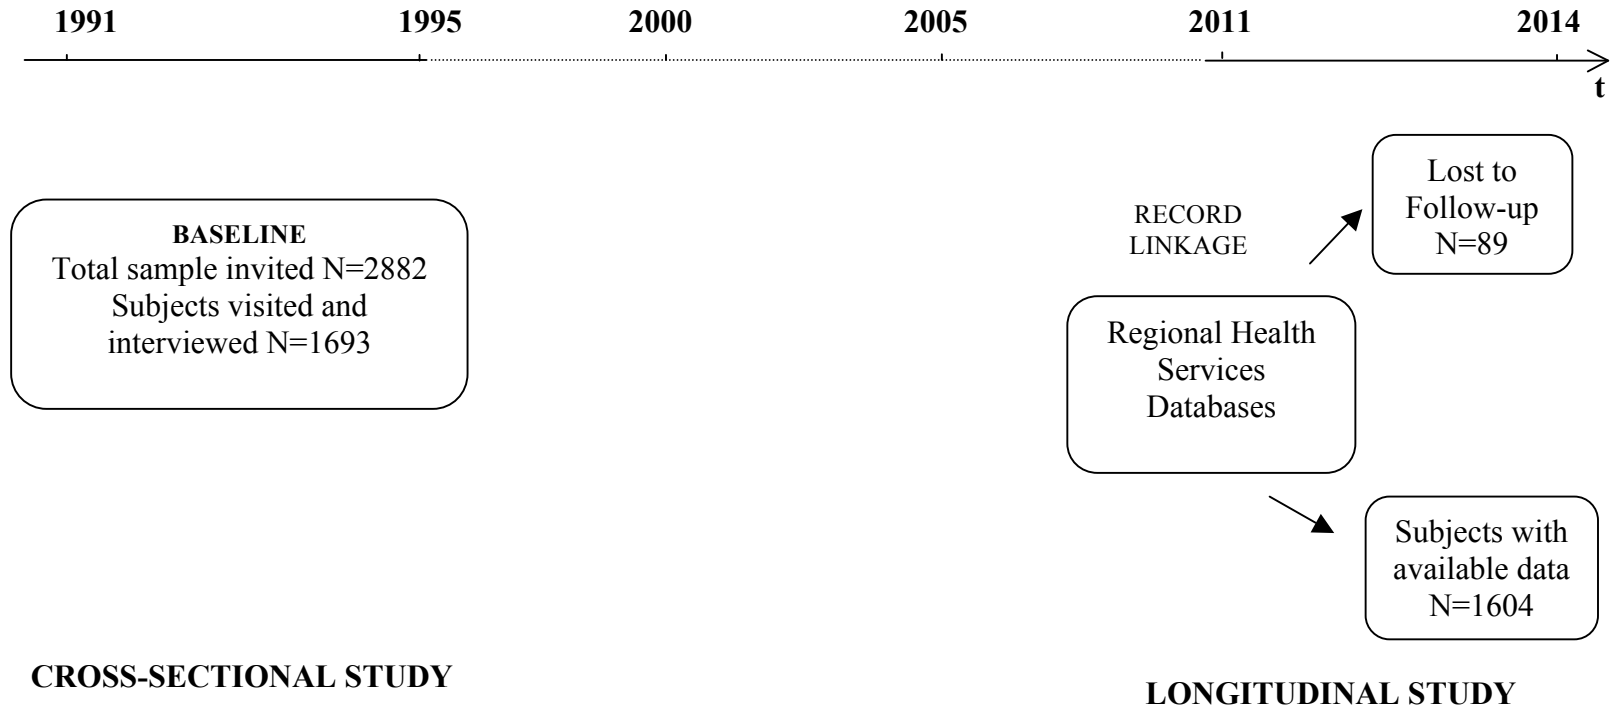 1991 1995 2000 2005 2011 2014
t
BASELINE
Total sample invited N=2882
Subjects visited and
interviewed N=1693
RECORD
LINKAGE
Lost to
Follow-up
N=89
Regional Health
Services
Databases
Subjects with
available data
N=1604
CROSS-SECTIONAL STUDY
LONGITUDINAL STUDY